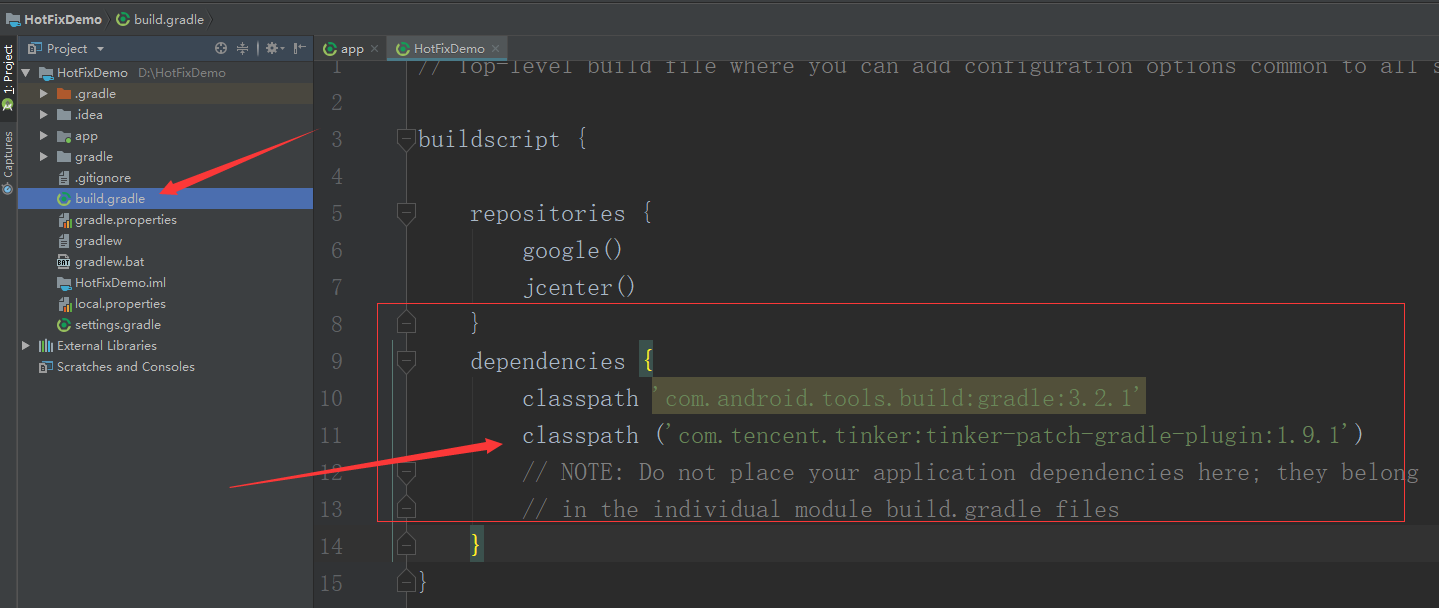 HotFixDemo build.gradle
Project
app HotFixDemo
1: Project
Captures
HotFixDemo D:\HotFixDemo
.gradle
.idea
app
gradle
.gitignore
build.gradle
gradle.properties
gradlew
gradlew.bat
HotFixDemo.iml
local.properties
settings.gradle
External Libraries
Scratches and Consoles
1 // Top-level build file where you can add configuration options common to all s
2
3 buildscript {
4
5 repositories {
6 google()
7 jcenter()
8 }
9 dependencies {
10 classpath 'com.android.tools.build:gradle:3.2.1'
11 classpath ('com.tencent.tinker:tinker-patch-gradle-plugin:1.9.1')
12 // NOTE: Do not place your application dependencies here; they belong
13 // in the individual module build.gradle files
14 }
15 }